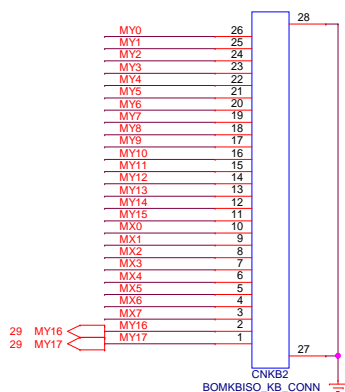 28
MY0 26
MY1 25
MY2 24
MY3 23
MY4 22
MY5 21
MY6 20
MY7 19
MY8 18
MY9 17
MY10 16
MY11 15
MY12 14
MY13 13
MY14 12
MY15 11
MX0 10
MX1 9
MX2 8
MX3 7
MX4 6
MX5 5
MX6 4
MX7 3
29 MY16 MY16 2
29 MY17 MY17 1
27
CNKB2
BOMKBISO_KB_CONN